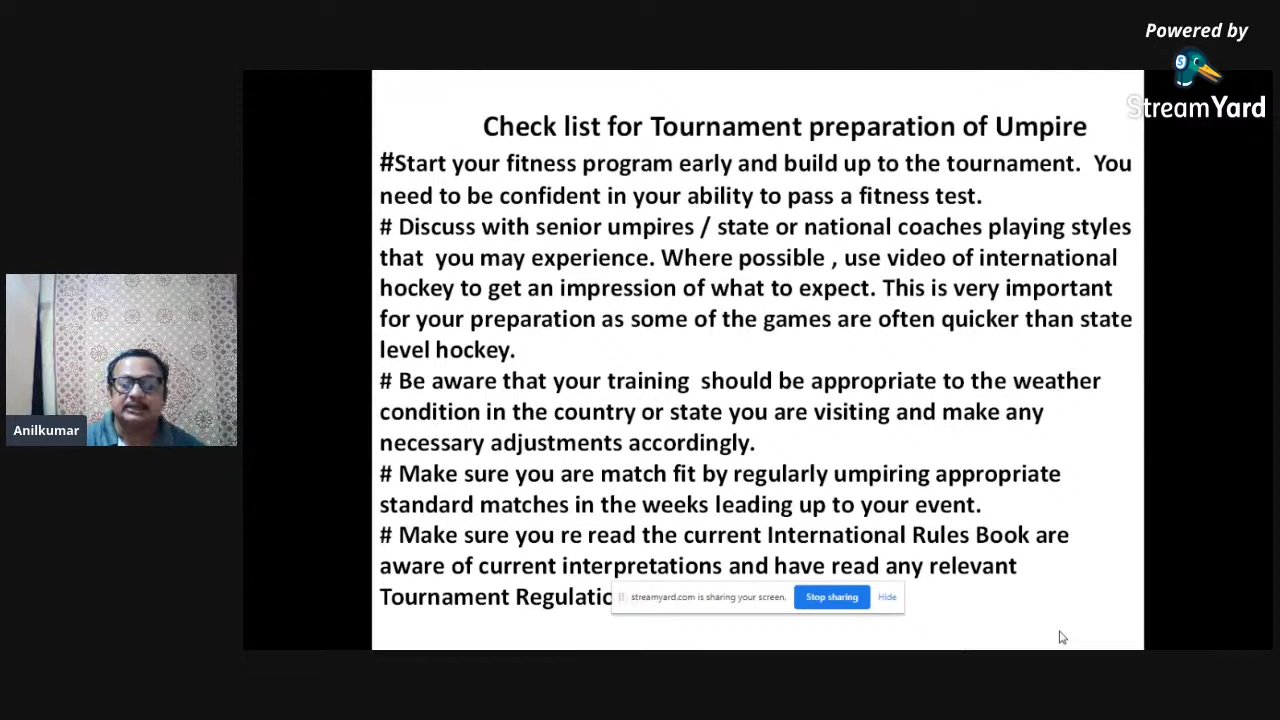 Powered by
StreamYard
Check list for Tournament preparation of Umpire
#Start your fitness program early and build up to the tournament. You
need to be confident in your ability to pass a fitness test.
# Discuss with senior umpires / state or national coaches playing styles
that you may experience. Where possible , use video of international
hockey to get an impression of what to expect. This is very important
for your preparation as some of the games are often quicker than state
level hockey.
# Be aware that your training should be appropriate to the weather
condition in the country or state you are visiting and make any
necessary adjustments accordingly.
# Make sure you are match fit by regularly umpiring appropriate
standard matches in the weeks leading up to your event.
# Make sure you re read the current International Rules Book are
aware of current interpretations and have read any relevant
Tournament Regulatio
streamyard.com is sharing your screen. Stop sharing Hide
Anilkumar